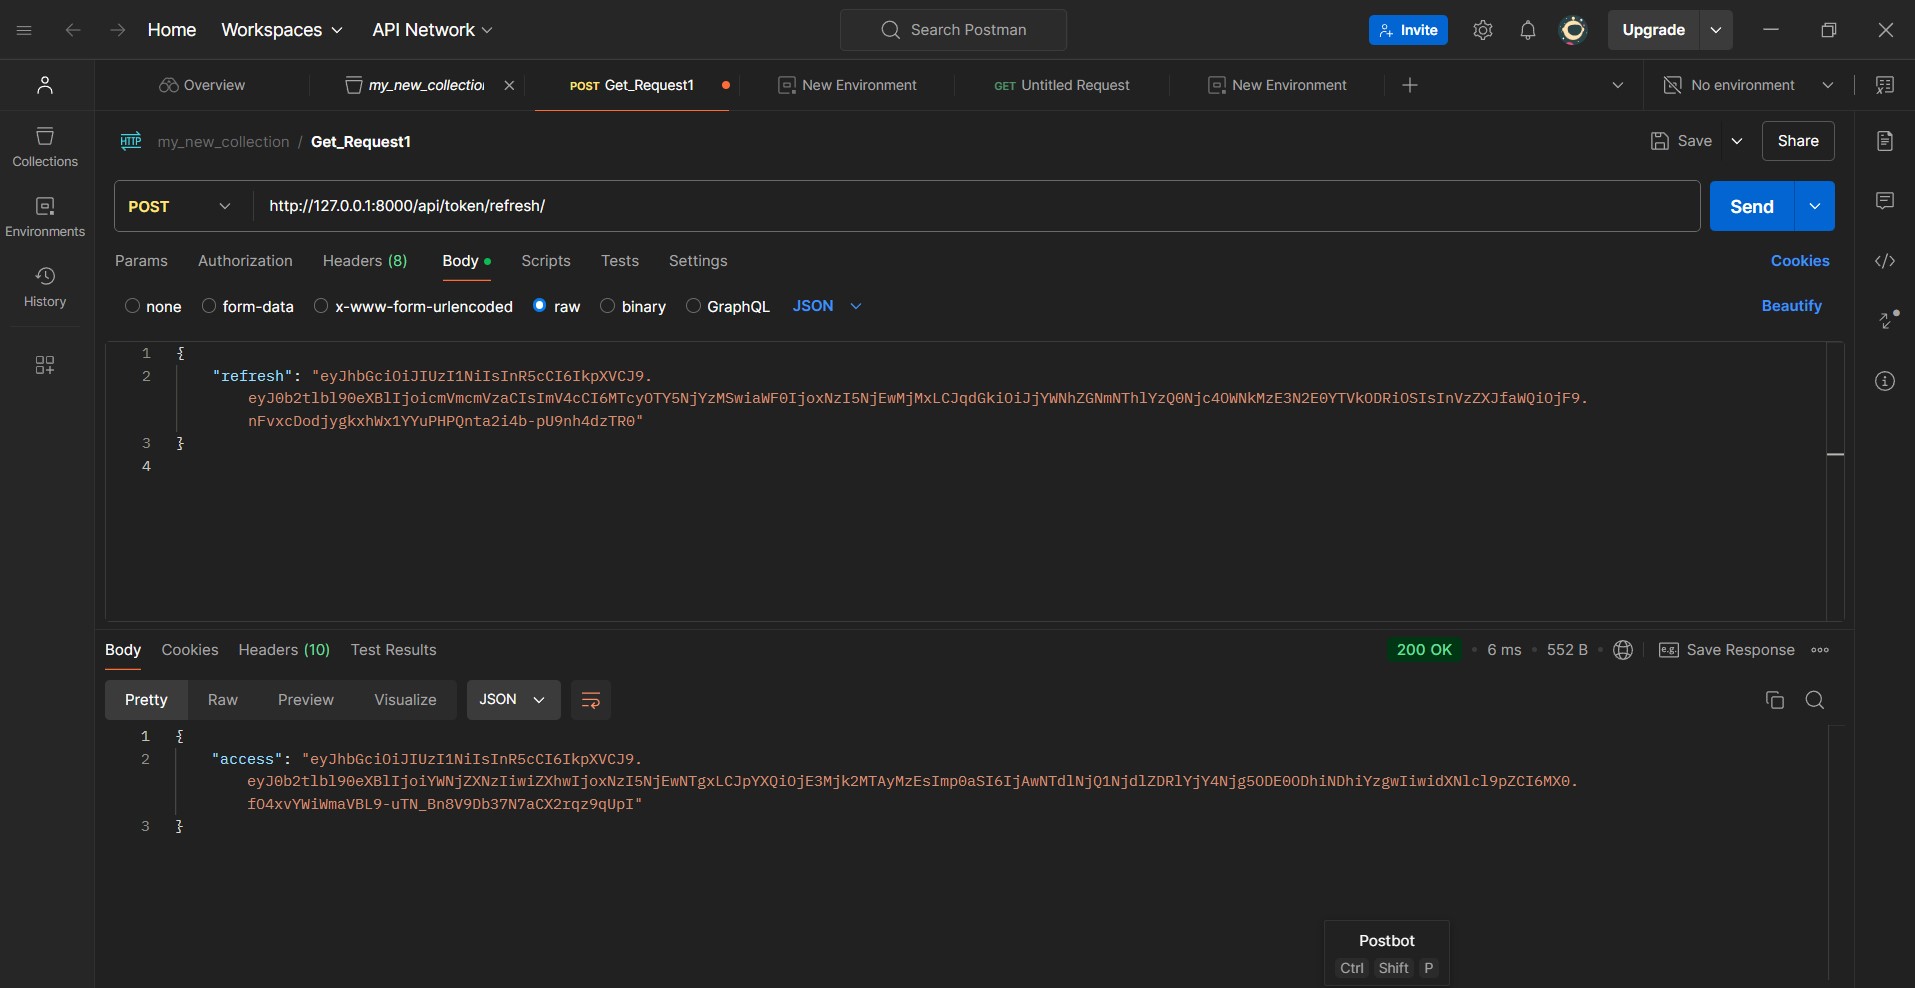 Home Workspaces API Network Search Postman Invite Upgrade
Overview my_new_collection POST Get_Request1 New Environment GET Untitled Request New Environment No environment
HTTP my_new_collection / Get_Request1 Save Share
Collections
Environments
History
POST http://127.0.0.1:8000/api/token/refresh/ Send
Params Authorization Headers (8) Body Scripts Tests Settings Cookies
none form-data x-www-form-urlencoded raw binary GraphQL JSON Beautify
1 {
2 "refresh": "eyJhbGciOiJIUzI1NiIsInR5cCI6IkpXVCJ9.
eyJ0b2tlbl90eXBlIjoicmVmcmVzaCIsImV4cCI6MTcyOTY5NjYzMSwiaWF0IjoxNzI5NjEwMjMxLCJqdGkiOiJjYWNhZGNmNThlYzQ0Njc4OWNkMzE3N2E0YTVkODRiOSIsInVzZXJfaWQiOjF9.
nFvxcDodjygkxhWx1YYuPHPQnta2i4b-pU9nh4dzTR0"
3 }
4
Body Cookies Headers (10) Test Results 200 OK • 6 ms • 552 B • e.g. Save Response
Pretty Raw Preview Visualize JSON
1 {
2 "access": "eyJhbGciOiJIUzI1NiIsInR5cCI6IkpXVCJ9.
eyJ0b2tlbl90eXBlIjoiYWNjZXNzIiwiZXhwIjoxNzI5NjEwNTgxLCJpYXQiOjE3Mjk2MTAyMzEsImp0aSI6IjAwNTdlNjQ1NjdlZDRlYjY4Njg5ODE0ODhiNDhiYzgwIiwidXNlcl9pZCI6MX0.
fO4xvYWiWmaVBL9-uTN_Bn8V9Db37N7aCX2rqz9qUpI"
3 }
Postbot
Ctrl Shift P